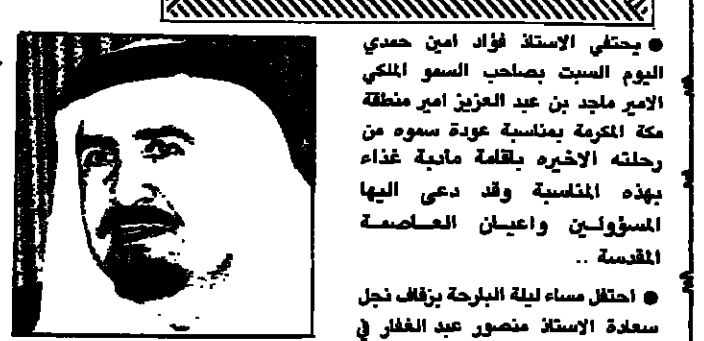 ● يحتفي الاستاذ فؤاد امين حمدي
اليوم السبت بصاحب السمو الملكي
الامير ماجد بن عبد العزيز امير منطقة
مكة المكرمة بمناسبة عودة سموه من
رحلته الاخيره باقامة مأدبة غذاء
بهذه المناسبة وقد دعى اليها
المسؤولين واعيان العاصمة
المقدسة ..
● احتفل مساء ليلة البارحة بزفاف نجل
سعادة الاستاذ منصور عبد الغفار في